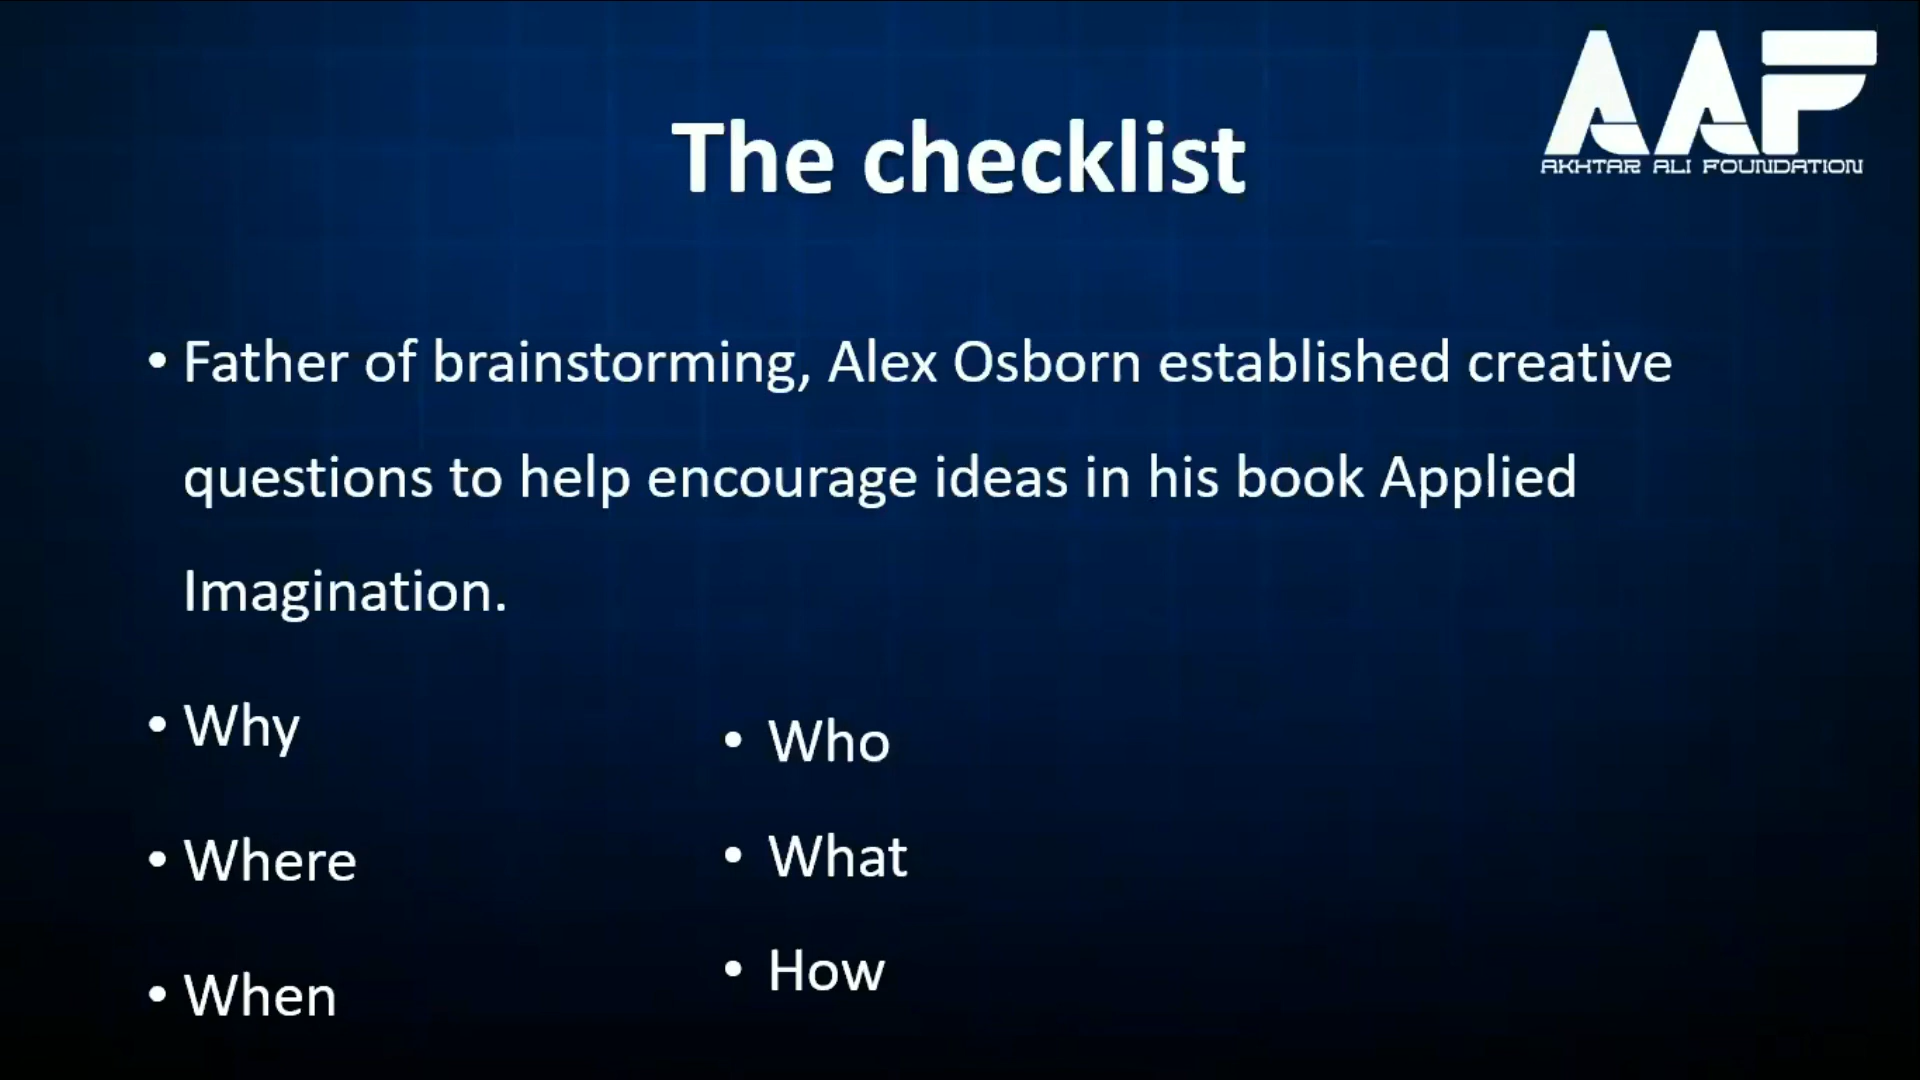 AAF
AKHTAR ALI FOUNDATION
The checklist
• Father of brainstorming, Alex Osborn established creative
questions to help encourage ideas in his book Applied
Imagination.
• Why
• Where
• When
• Who
• What
• How